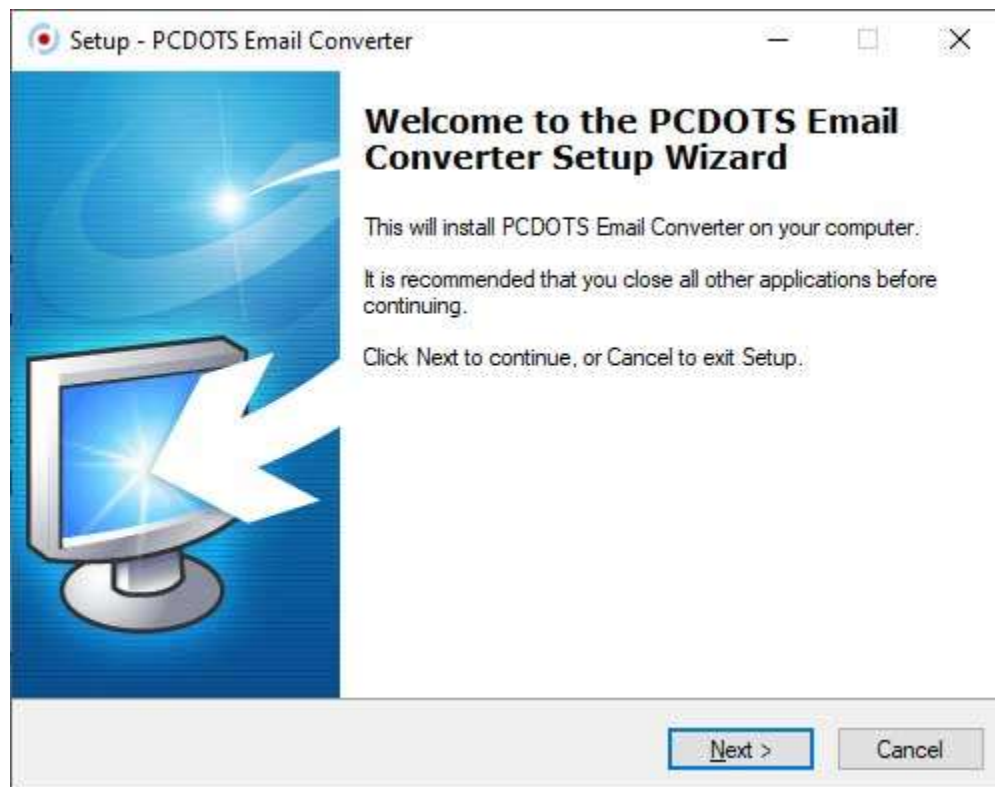 Setup - PCDOTS Email Converter
Welcome to the PCDOTS Email
Converter Setup Wizard
This will install PCDOTS Email Converter on your computer.
It is recommended that you close all other applications before
continuing.
Click Next to continue, or Cancel to exit Setup.
Next >
Cancel